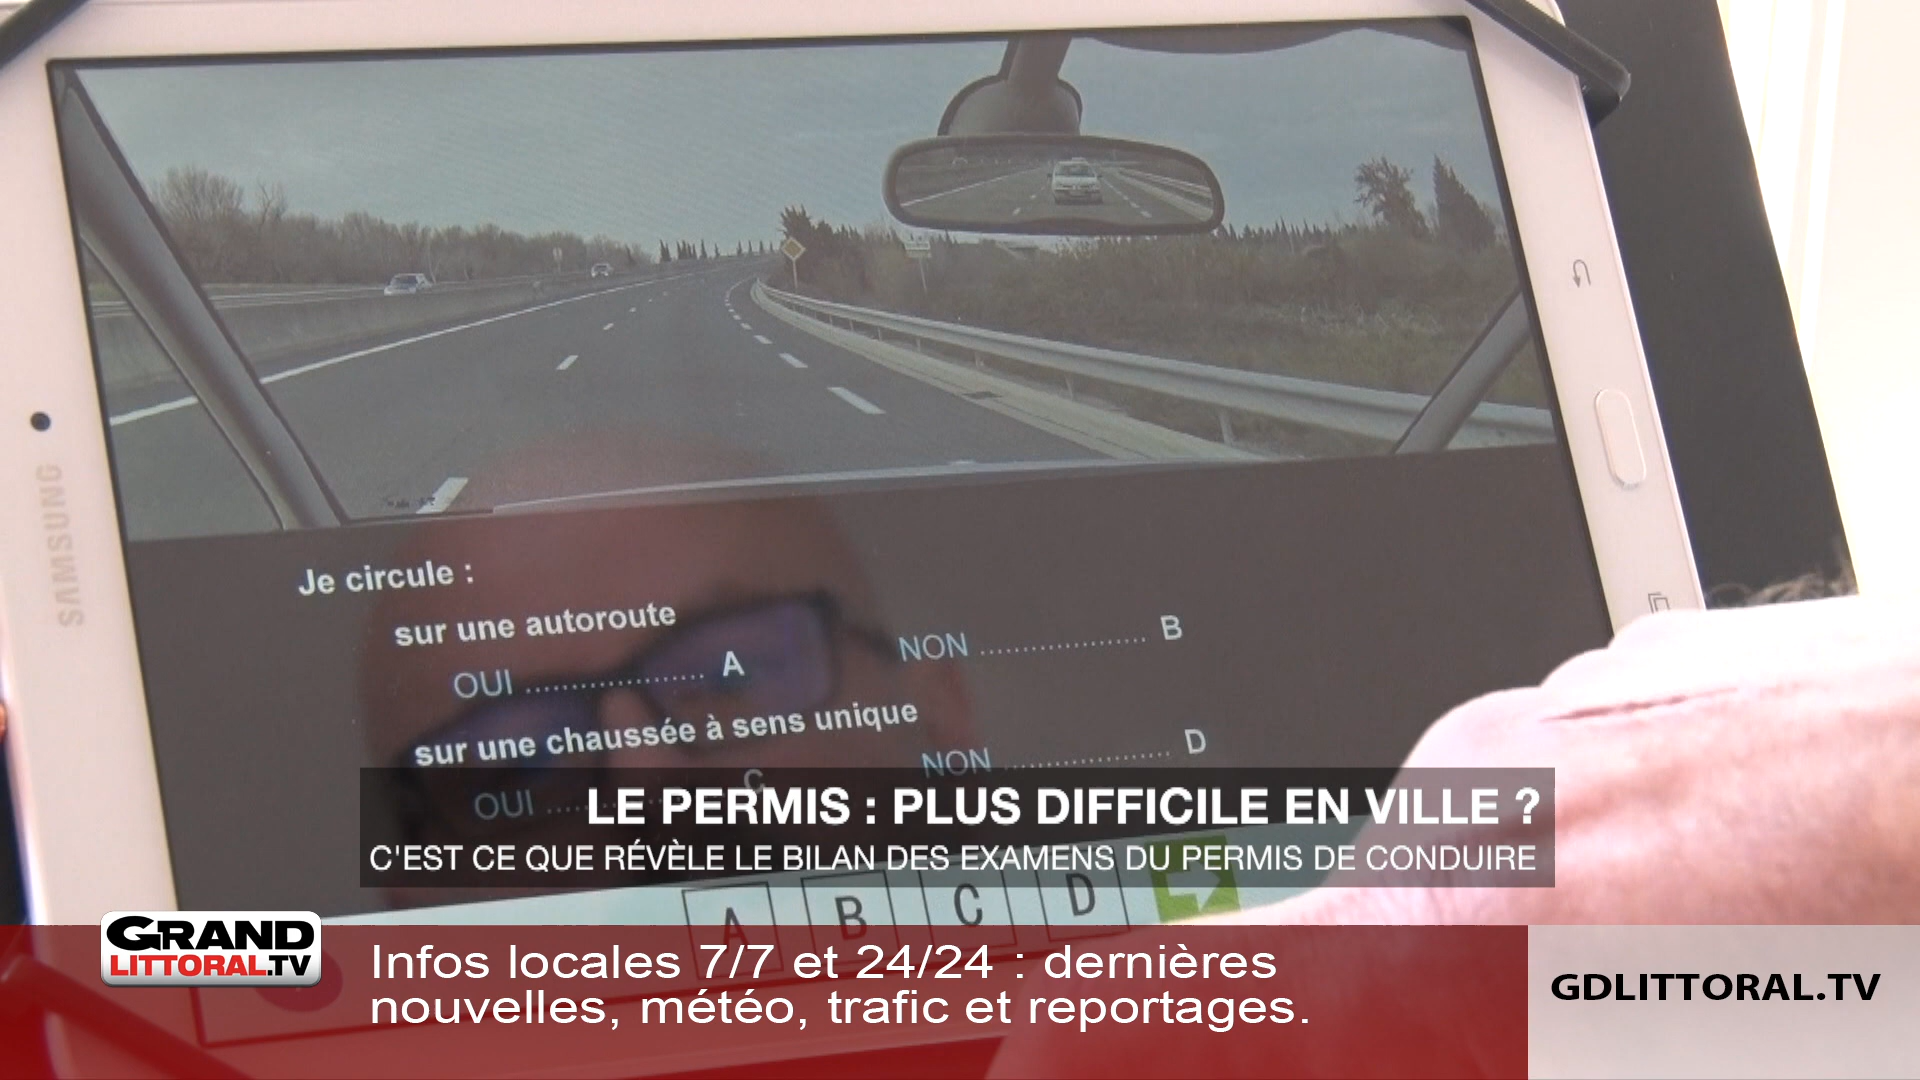 SAMSUNG
Je circule :
sur une autoroute
OUI .................... A
NON .................... B
sur une chaussée à sens unique
OUI .................... C
NON .................... D
LE PERMIS : PLUS DIFFICILE EN VILLE ?
C'EST CE QUE RÉVÈLE LE BILAN DES EXAMENS DU PERMIS DE CONDUIRE
A B C D
GRAND
LITTORAL.TV
Infos locales 7/7 et 24/24 : dernières
nouvelles, météo, trafic et reportages.
GDLITTORAL.TV